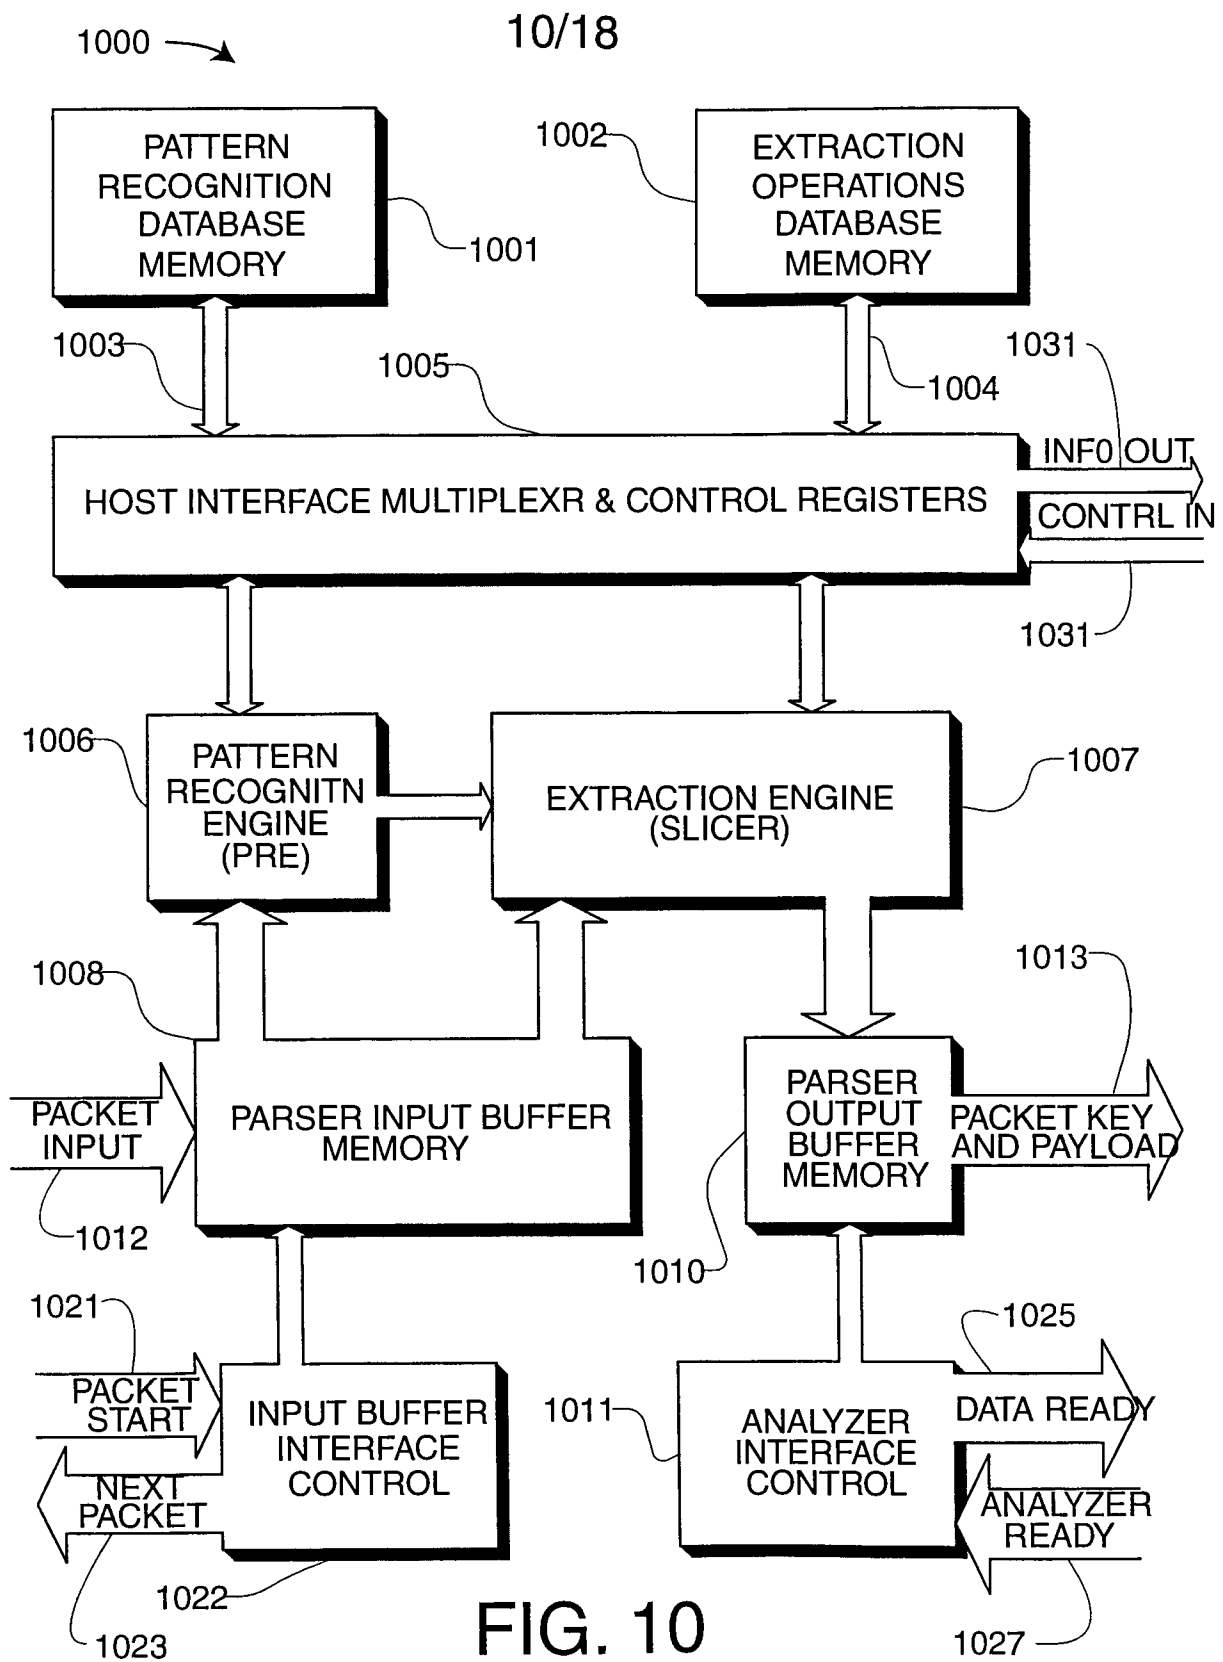 10/18
1000
PATTERN
RECOGNITION
DATABASE
MEMORY
1001
1002
EXTRACTION
OPERATIONS
DATABASE
MEMORY
1003
1005
1004
1031
HOST INTERFACE MULTIPLEXR & CONTROL REGISTERS
INF0 OUT
CONTRL IN
1031
1006
PATTERN
RECOGNITN
ENGINE
(PRE)
EXTRACTION ENGINE
(SLICER)
1007
1008
1013
PACKET
INPUT
PARSER INPUT BUFFER
MEMORY
PARSER
OUTPUT
BUFFER
MEMORY
PACKET KEY
AND PAYLOAD
1012
1010
1021
1025
PACKET
START
INPUT BUFFER
INTERFACE
CONTROL
1011
ANALYZER
INTERFACE
CONTROL
DATA READY
NEXT
PACKET
ANALYZER
READY
1022
1023
1027
FIG. 10